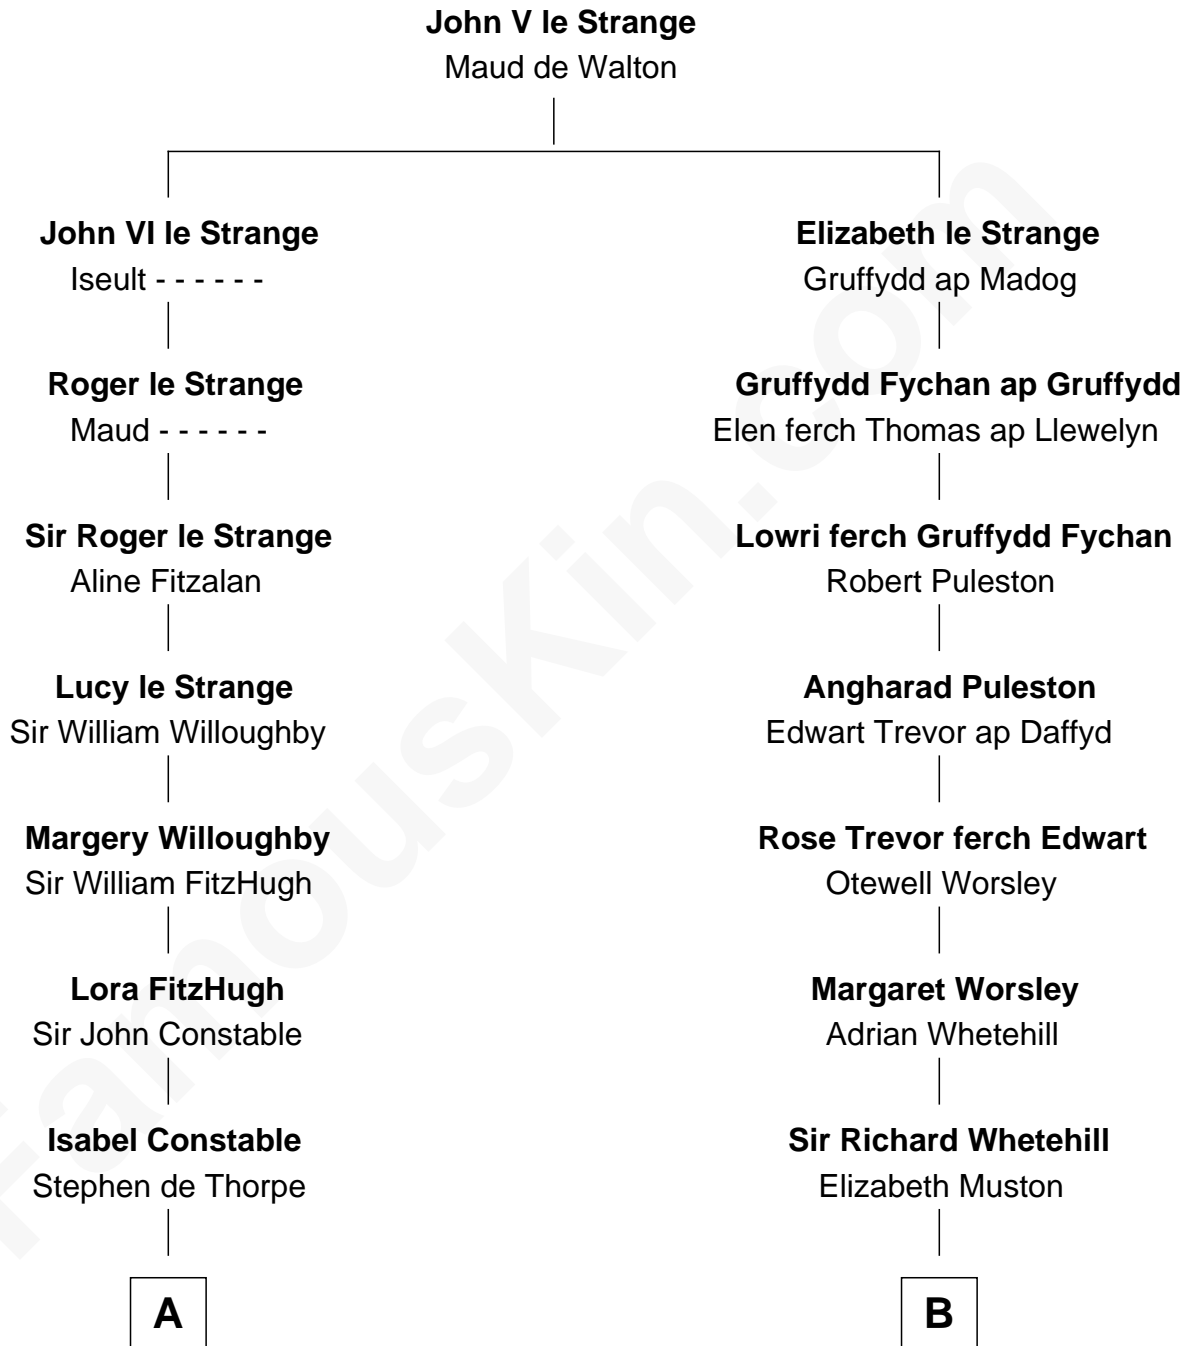 John V le Strange
Maud de Walton
John VI le Strange
Iseult - - - - - -
Elizabeth le Strange
Gruffydd ap Madog
Roger le Strange
Maud - - - - - -
Gruffydd Fychan ap Gruffydd
Elen ferch Thomas ap Llewelyn
Sir Roger le Strange
Aline Fitzalan
Lowri ferch Gruffydd Fychan
Robert Puleston
Lucy le Strange
Sir William Willoughby
Angharad Puleston
Edwart Trevor ap Daffyd
Margery Willoughby
Sir William FitzHugh
Rose Trevor ferch Edwart
Otewell Worsley
Lora FitzHugh
Sir John Constable
Margaret Worsley
Adrian Whetehill
Isabel Constable
Stephen de Thorpe
Sir Richard Whetehill
Elizabeth Muston
A
B
FamousKin.com